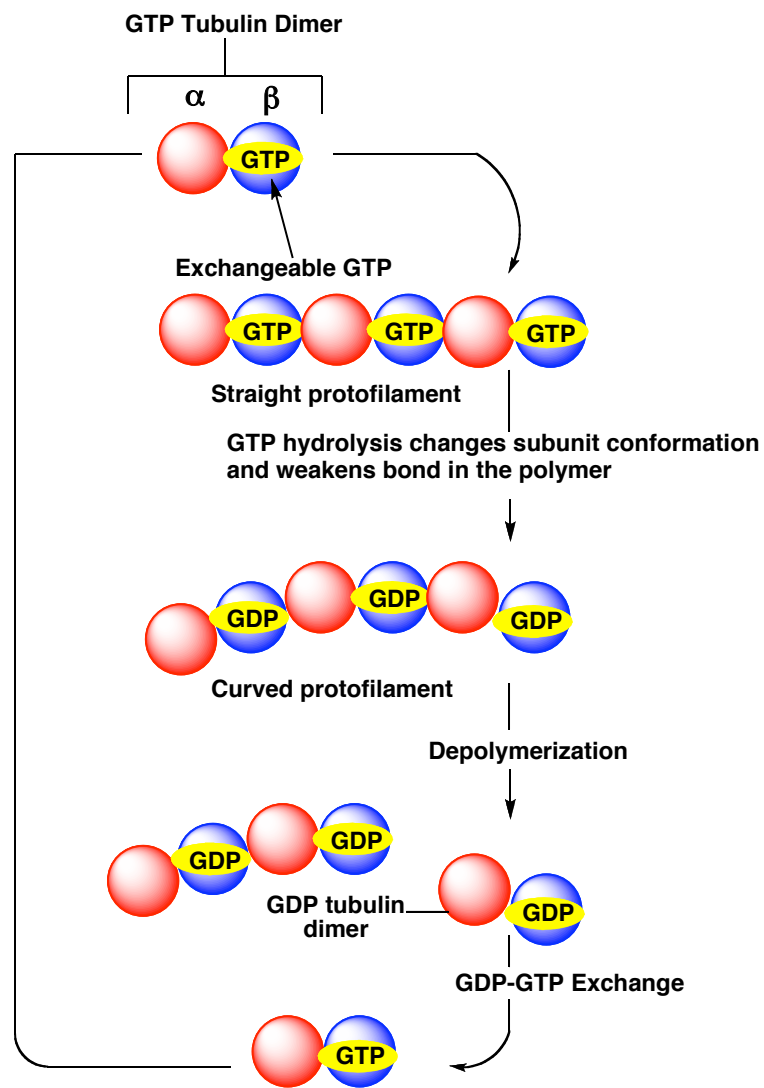 GTP Tubulin Dimer
α β
GTP
Exchangeable GTP
GTP GTP GTP
Straight protofilament
GTP hydrolysis changes subunit conformation
and weakens bond in the polymer
GDP GDP GDP
Curved protofilament
Depolymerization
GDP GDP
GDP tubulin
dimer
GDP
GDP-GTP Exchange
GTP